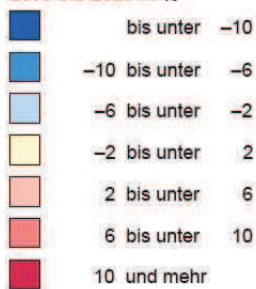 bis unter –10
–10 bis unter –6
–6 bis unter –2
–2 bis unter 2
2 bis unter 6
6 bis unter 10
10 und mehr